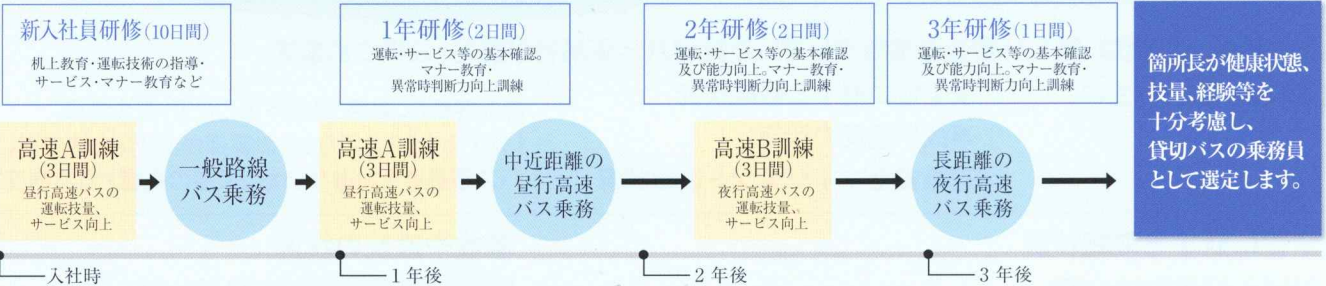 新入社員研修(10日間)
机上教育・運転技術の指導・
サービス・マナー教育など
1年研修(2日間)
運転・サービス等の基本確認。
マナー教育・
異常時判断力向上訓練
2年研修(2日間)
運転・サービス等の基本確認
及び能力向上。マナー教育・
異常時判断力向上訓練
3年研修(1日間)
運転・サービス等の基本確認
及び能力向上。マナー教育・
異常時判断力向上訓練
箇所長が健康状態、
技量、経験等を
十分考慮し、
貸切バスの乗務員
として選定します。
高速A訓練
(3日間)
昼行高速バスの
運転技量、
サービス向上
一般路線
バス乗務
高速A訓練
(3日間)
昼行高速バスの
運転技量、
サービス向上
中近距離の
昼行高速
バス乗務
高速B訓練
(3日間)
夜行高速バスの
運転技量、
サービス向上
長距離の
夜行高速
バス乗務
入社時
1年後
2年後
3年後